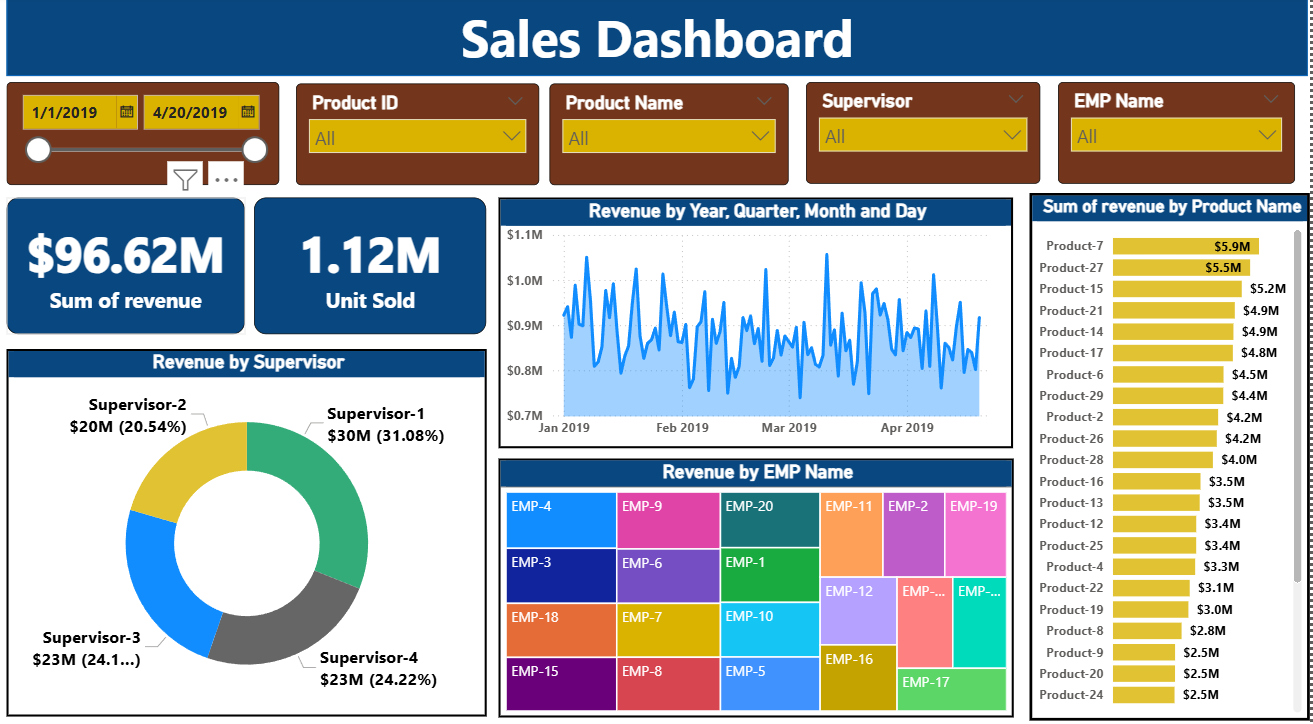 Sales Dashboard
1/1/2019
4/20/2019
Product ID
All
Product Name
All
Supervisor
All
EMP Name
All
$96.62M
Sum of revenue
1.12M
Unit Sold
Revenue by Supervisor
Supervisor-2
$20M (20.54%)
Supervisor-1
$30M (31.08%)
Supervisor-3
$23M (24.1...)
Supervisor-4
$23M (24.22%)
Revenue by Year, Quarter, Month and Day
$1.1M
$1.0M
$0.9M
$0.8M
$0.7M
Jan 2019
Feb 2019
Mar 2019
Apr 2019
Revenue by EMP Name
EMP-4
EMP-3
EMP-18
EMP-15
EMP-9
EMP-6
EMP-7
EMP-8
EMP-20
EMP-1
EMP-10
EMP-5
EMP-11
EMP-2
EMP-19
EMP-12
EMP-...
EMP-...
EMP-16
EMP-17
Sum of revenue by Product Name
Product-7 $5.9M
Product-27 $5.5M
Product-15 $5.2M
Product-21 $4.9M
Product-14 $4.9M
Product-17 $4.8M
Product-6 $4.5M
Product-29 $4.4M
Product-2 $4.2M
Product-26 $4.2M
Product-28 $4.0M
Product-16 $3.5M
Product-13 $3.5M
Product-12 $3.4M
Product-25 $3.4M
Product-4 $3.3M
Product-22 $3.1M
Product-19 $3.0M
Product-8 $2.8M
Product-9 $2.5M
Product-20 $2.5M
Product-24 $2.5M